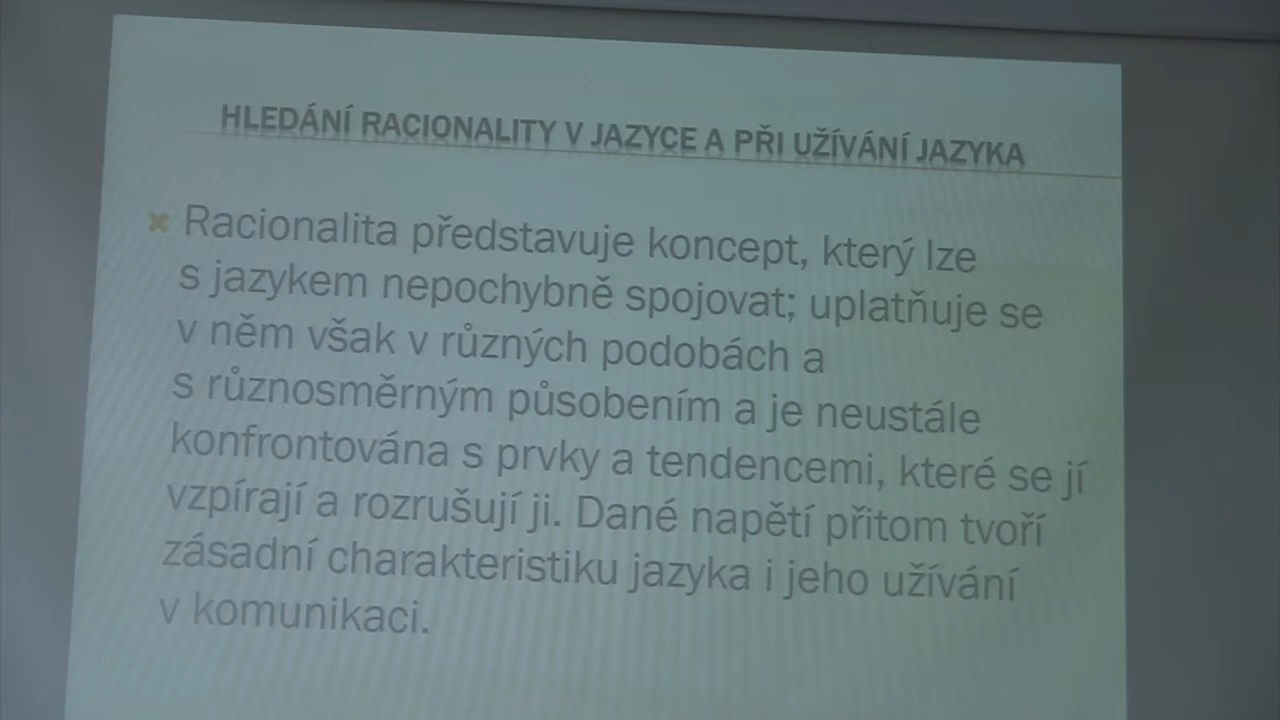 HLEDÁNÍ RACIONALITY V JAZYCE A PŘI UŽÍVÁNÍ JAZYKA
Racionalita představuje koncept, který lze
s jazykem nepochybně spojovat; uplatňuje se
v něm však v různých podobách a
s různosměrným působením a je neustále
konfrontována s prvky a tendencemi, které se jí
vzpírají a rozrušují ji. Dané napětí přitom tvoří
zásadní charakteristiku jazyka i jeho užívání
v komunikaci.